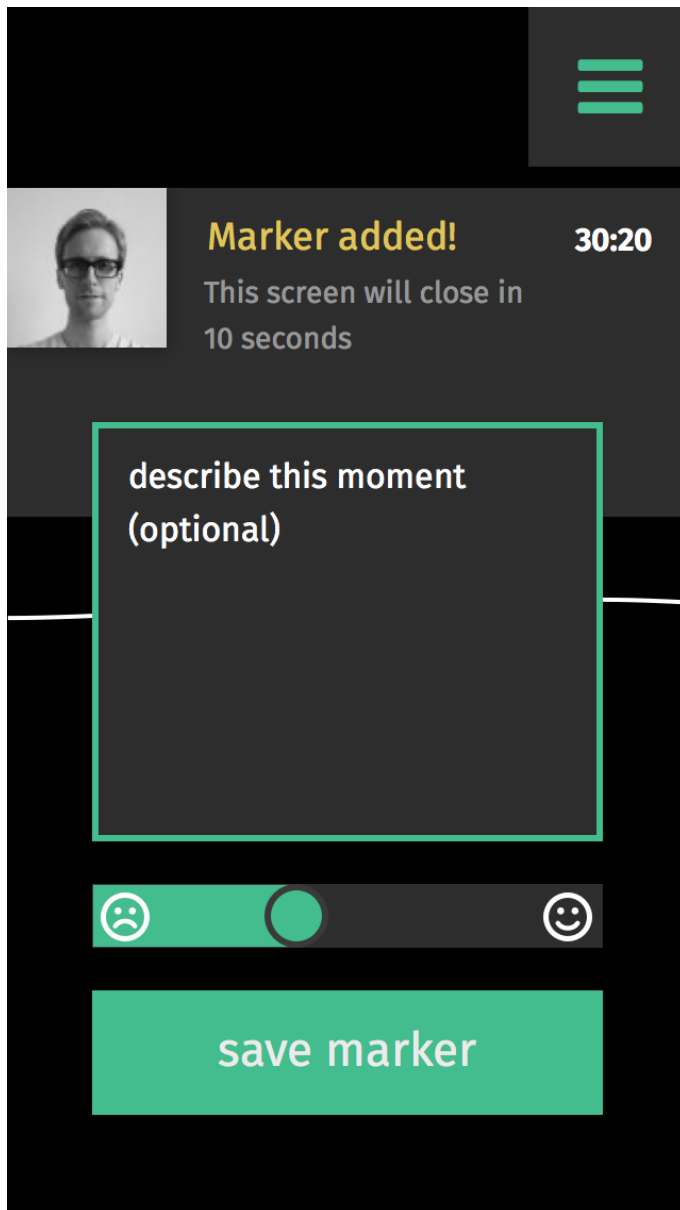 Marker added!
30:20
This screen will close in
10 seconds
describe this moment
(optional)
save marker